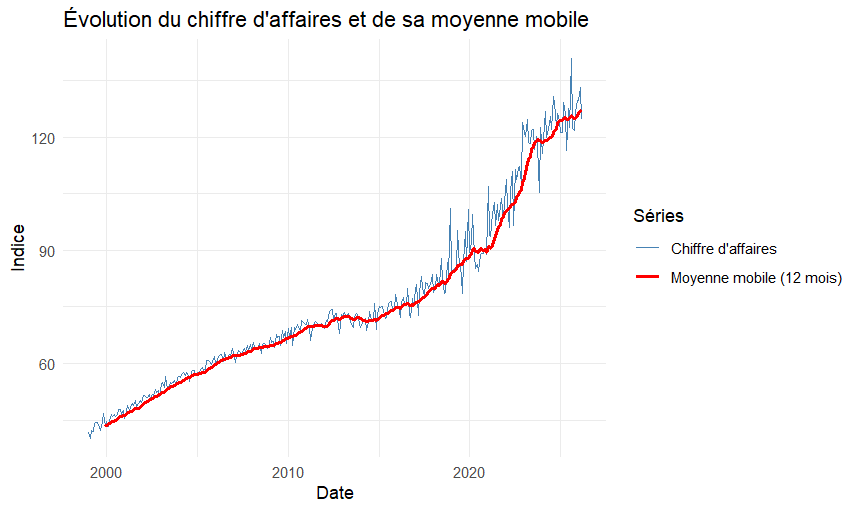 Évolution du chiffre d'affaires et de sa moyenne mobile
120
90
60
Indice
2000
2010
2020
Date
Séries
Chiffre d'affaires
Moyenne mobile (12 mois)